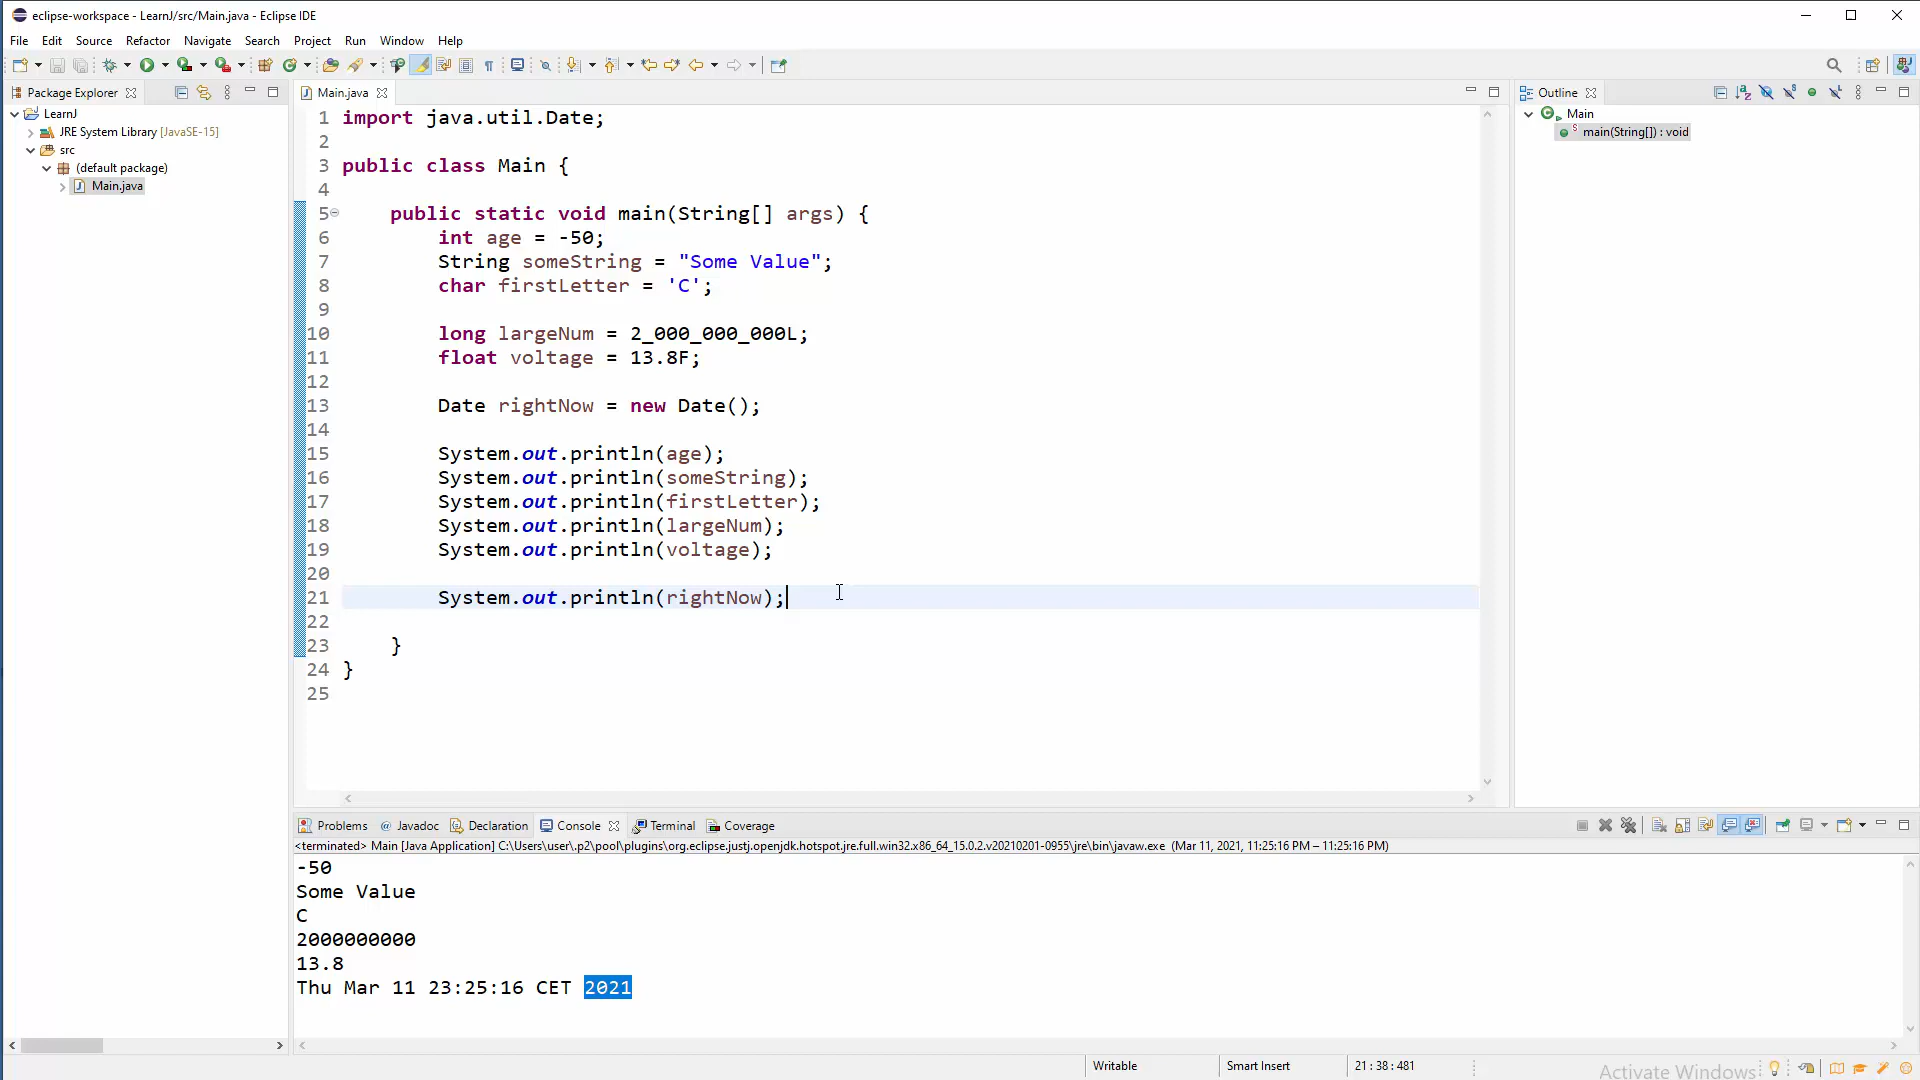 eclipse-workspace - LearnJ/src/Main.java - Eclipse IDE
File Edit Source Refactor Navigate Search Project Run Window Help
Package Explorer
LearnJ
JRE System Library [JavaSE-15]
src
(default package)
Main.java
Main.java
1 import java.util.Date;
2
3 public class Main {
4
5 public static void main(String[] args) {
6 int age = -50;
7 String someString = "Some Value";
8 char firstLetter = 'C';
9
10 long largeNum = 2_000_000_000L;
11 float voltage = 13.8F;
12
13 Date rightNow = new Date();
14
15 System.out.println(age);
16 System.out.println(someString);
17 System.out.println(firstLetter);
18 System.out.println(largeNum);
19 System.out.println(voltage);
20
21 System.out.println(rightNow);
22
23 }
24 }
25
Outline
Main
main(String[]) : void
Problems @ Javadoc Declaration Console Terminal Coverage
<terminated> Main [Java Application] C:\Users\user\.p2\pool\plugins\org.eclipse.justj.openjdk.hotspot.jre.full.win32.x86_64_15.0.2.v20210201-0955\jre\bin\javaw.exe (Mar 11, 2021, 11:25:16 PM – 11:25:16 PM)
-50
Some Value
C
2000000000
13.8
Thu Mar 11 23:25:16 CET 2021
Writable Smart Insert 21 : 38 : 481
Activate Windows